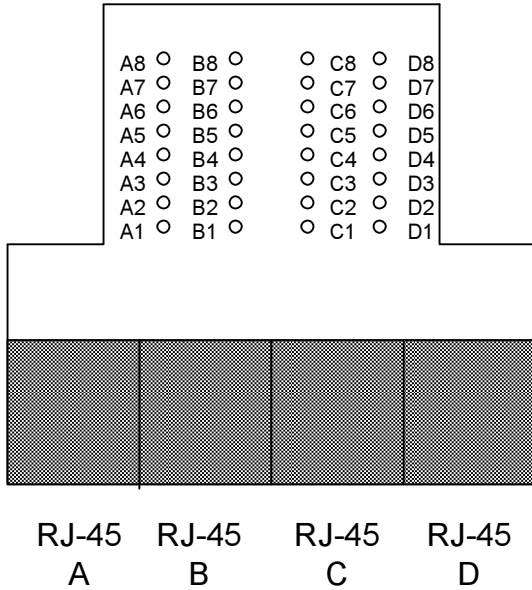 A8 B8 C8 D8
A7 B7 C7 D7
A6 B6 C6 D6
A5 B5 C5 D5
A4 B4 C4 D4
A3 B3 C3 D3
A2 B2 C2 D2
A1 B1 C1 D1
RJ-45 RJ-45 RJ-45 RJ-45
A B C D